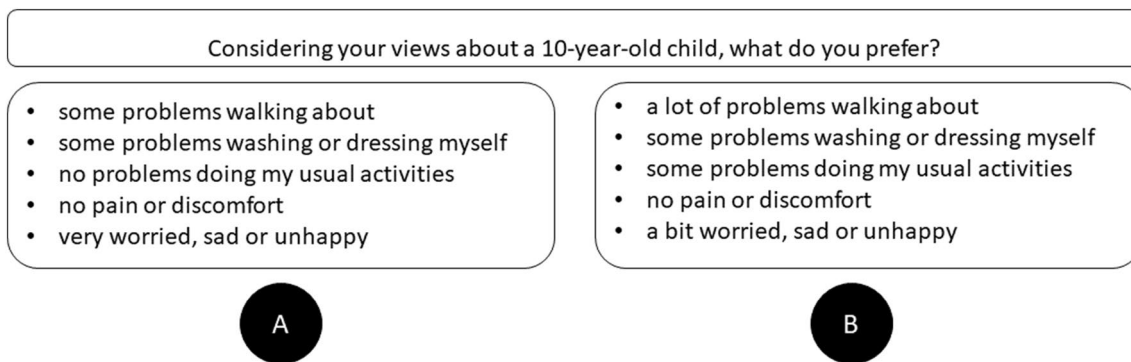 Considering your views about a 10-year-old child, what do you prefer?
• some problems walking about
• some problems washing or dressing myself
• no problems doing my usual activities
• no pain or discomfort
• very worried, sad or unhappy
• a lot of problems walking about
• some problems washing or dressing myself
• some problems doing my usual activities
• no pain or discomfort
• a bit worried, sad or unhappy
A
B